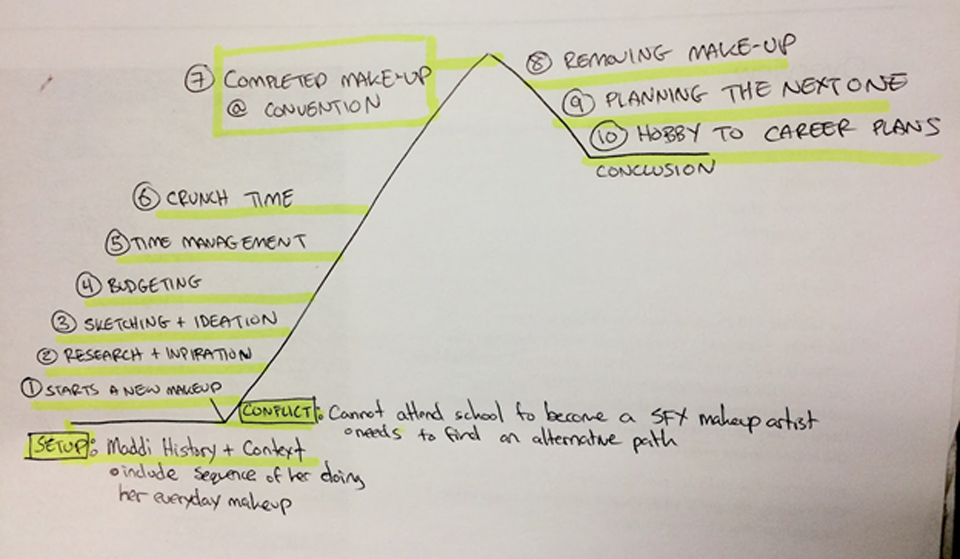 ⑦ COMPLETED MAKE-UP
@ CONVENTION
⑧ REMOVING MAKE-UP
⑨ PLANNING THE NEXT ONE
⑩ HOBBY TO CAREER PLANS
CONCLUSION
⑥ CRUNCH TIME
⑤ TIME MANAGEMENT
④ BUDGETING
③ SKETCHING + IDEATION
② RESEARCH + INPIRATION
① STARTS A NEW MAKEUP
CONFLICT: Cannot attend school to become a SFX makeup artist
• needs to find an alternative path
SETUP: Maddi History + Context
• include sequence of her doing
her everyday makeup